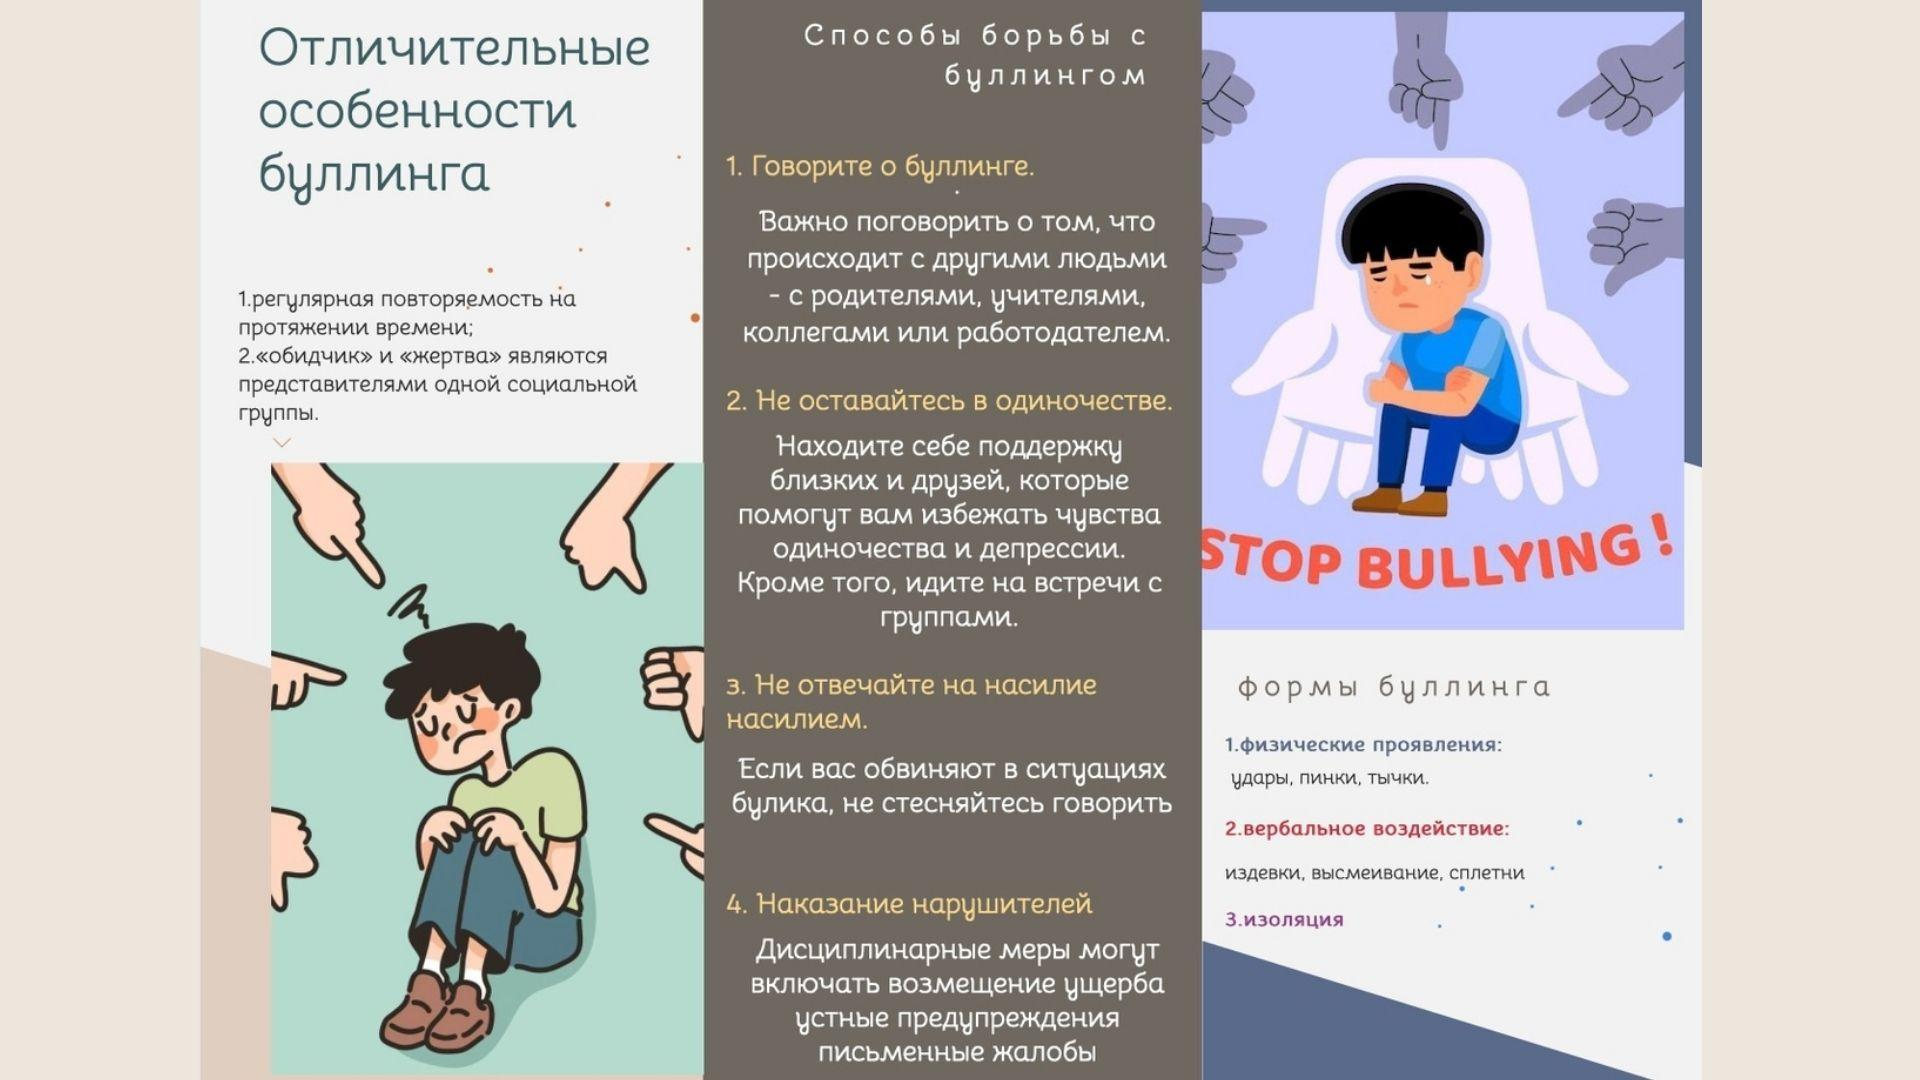 Отличительные
особенности
буллинга
1.регулярная повторяемость на
протяжении времени;
2.«обидчик» и «жертва» являются
представителями одной социальной
группы.
Способы борьбы с
буллингом
1. Говорите о буллинге.
Важно поговорить о том, что
происходит с другими людьми
- с родителями, учителями,
коллегами или работодателем.
2. Не оставайтесь в одиночестве.
Находите себе поддержку
близких и друзей, которые
помогут вам избежать чувства
одиночества и депрессии.
Кроме того, идите на встречи с
группами.
3. Не отвечайте на насилие
насилием.
Если вас обвиняют в ситуациях
булика, не стесняйтесь говорить
4. Наказание нарушителей
Дисциплинарные меры могут
включать возмещение ущерба
устные предупреждения
письменные жалобы
STOP BULLYING !
формы буллинга
1.физические проявления:
удары, пинки, тычки.
2.вербальное воздействие:
издевки, высмеивание, сплетни
3.изоляция